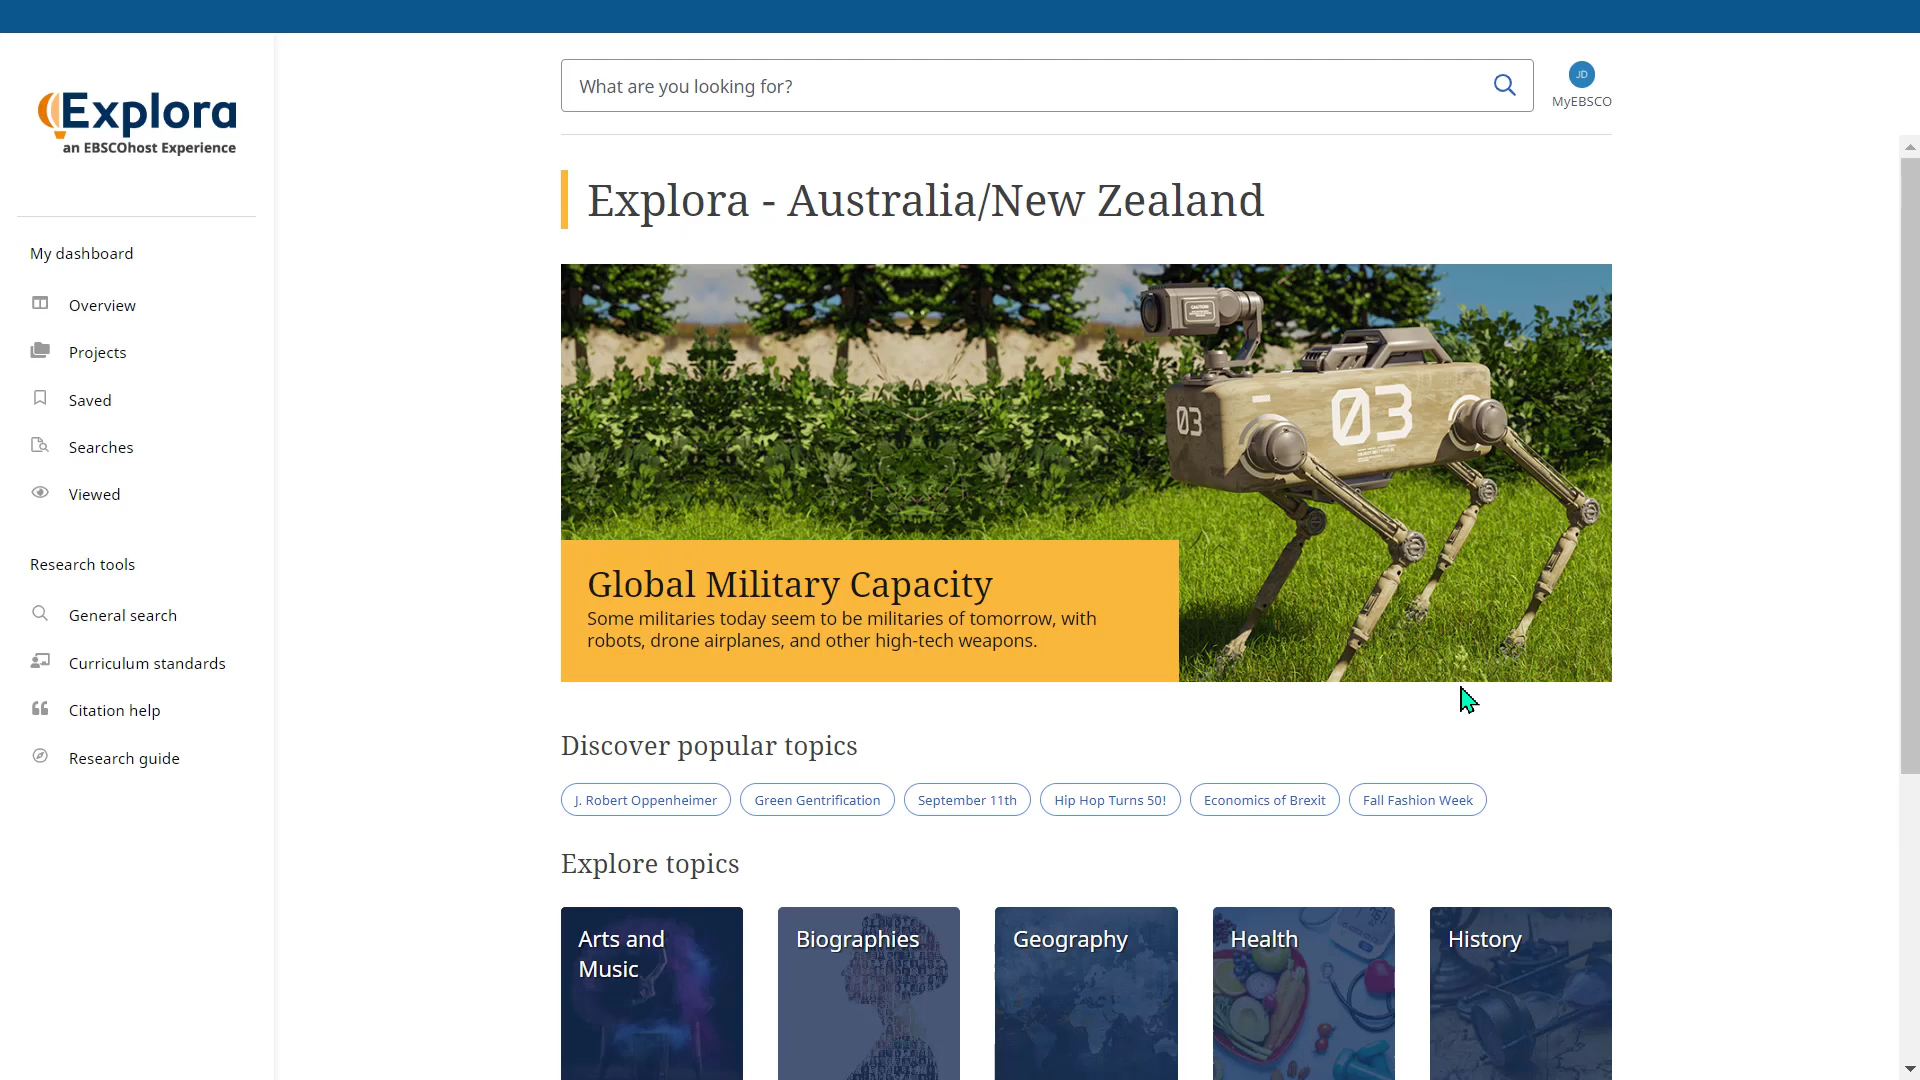 Explora
an EBSCOhost Experience
What are you looking for?
JD
MyEBSCO
My dashboard
Overview
Projects
Saved
Searches
Viewed
Research tools
General search
Curriculum standards
Citation help
Research guide
Explora - Australia/New Zealand
CAUTION
03
03
Global Military Capacity
Some militaries today seem to be militaries of tomorrow, with
robots, drone airplanes, and other high-tech weapons.
Discover popular topics
J. Robert Oppenheimer
Green Gentrification
September 11th
Hip Hop Turns 50!
Economics of Brexit
Fall Fashion Week
Explore topics
Arts and
Music
Biographies
Geography
Health
History